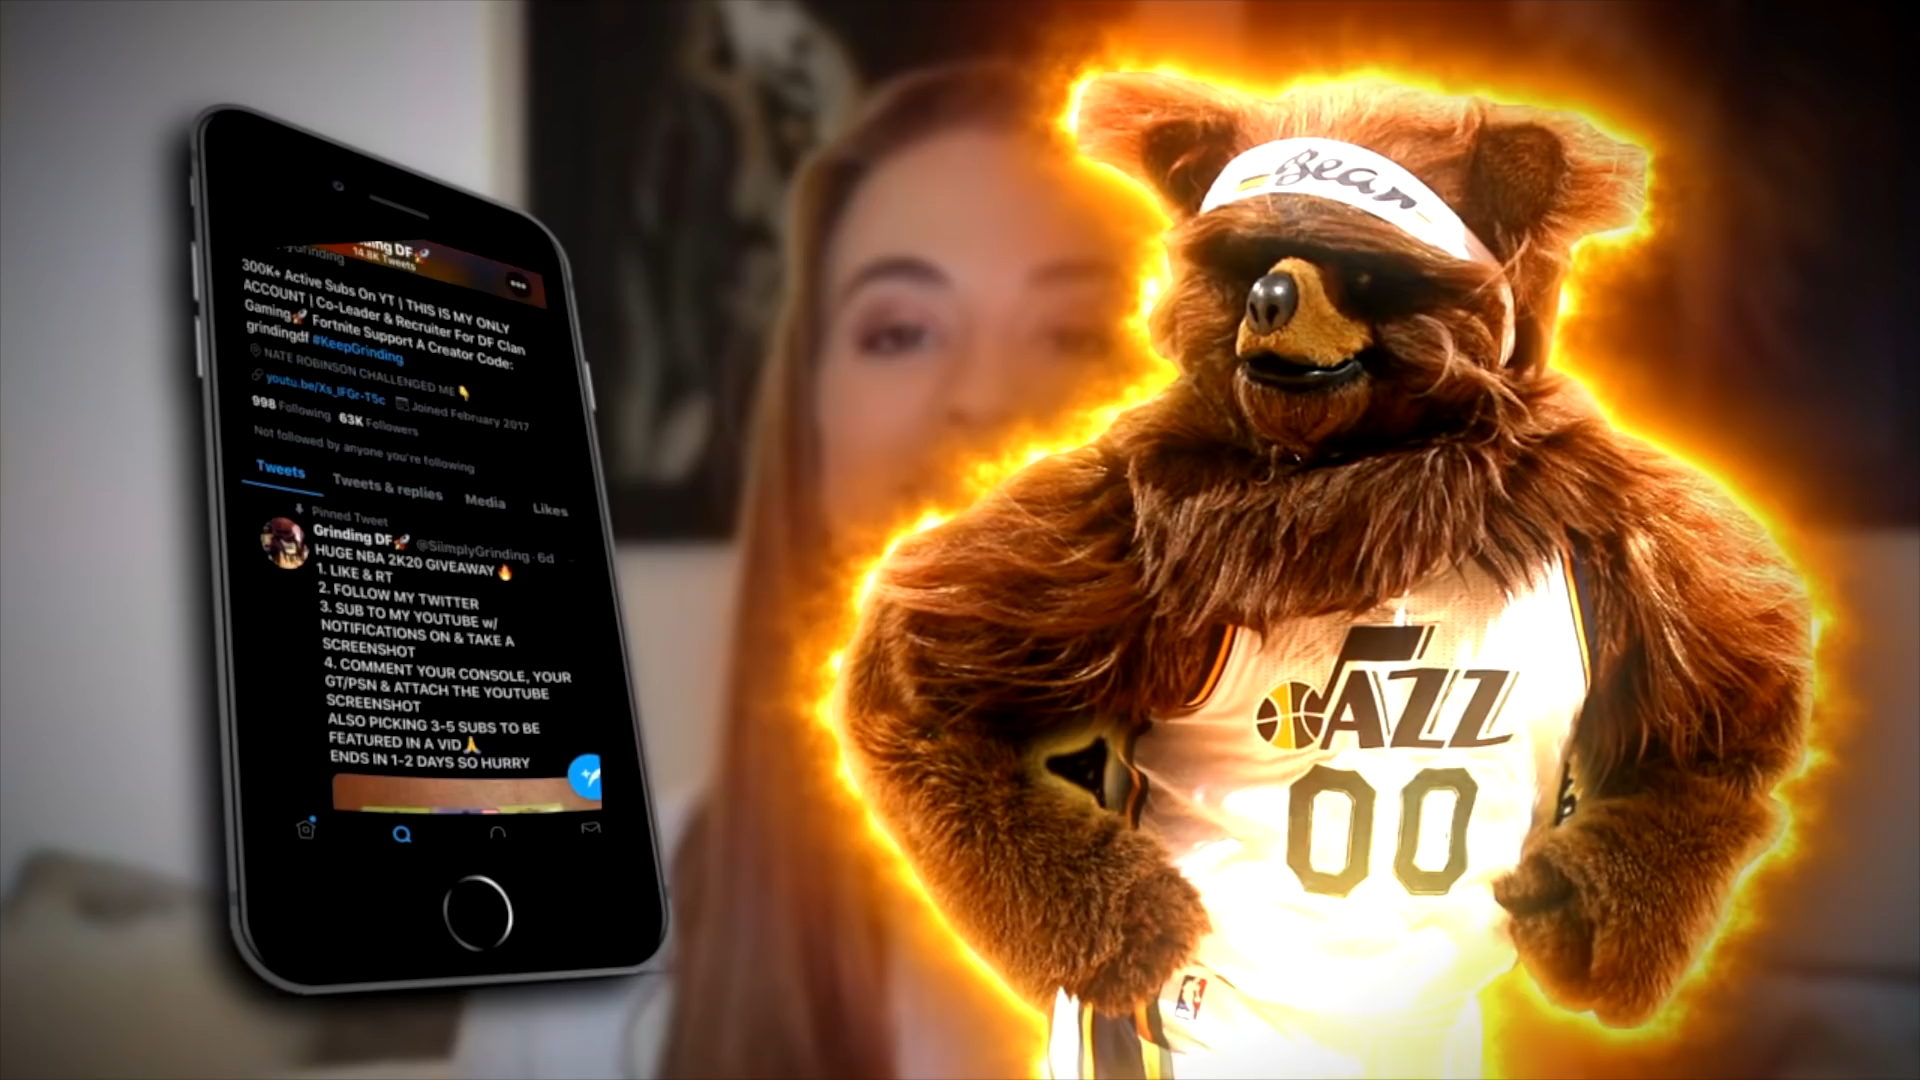 ding DF🚀
14.8K Tweets
300K+ Active Subs On YT | THIS IS MY ONLY
ACCOUNT | Co-Leader & Recruiter For DF Clan
Gaming🚀 Fortnite Support A Creator Code:
grindingdf #KeepGrinding
NATE ROBINSON CHALLENGED ME👇
youtu.be/Xs_lFGr-T5c Joined February 2017
998 Following 63K Followers
Not followed by anyone you're following
Tweets Tweets & replies Media Likes
Pinned Tweet
Grinding DF🚀 @SiimplyGrinding · 6d
HUGE NBA 2K20 GIVEAWAY🔥
1. LIKE & RT
2. FOLLOW MY TWITTER
3. SUB TO MY YOUTUBE w/
NOTIFICATIONS ON & TAKE A
SCREENSHOT
4. COMMENT YOUR CONSOLE, YOUR
GT/PSN & ATTACH THE YOUTUBE
SCREENSHOT
ALSO PICKING 3-5 SUBS TO BE
FEATURED IN A VID🙏
ENDS IN 1-2 DAYS SO HURRY
Bear
JAZZ
00